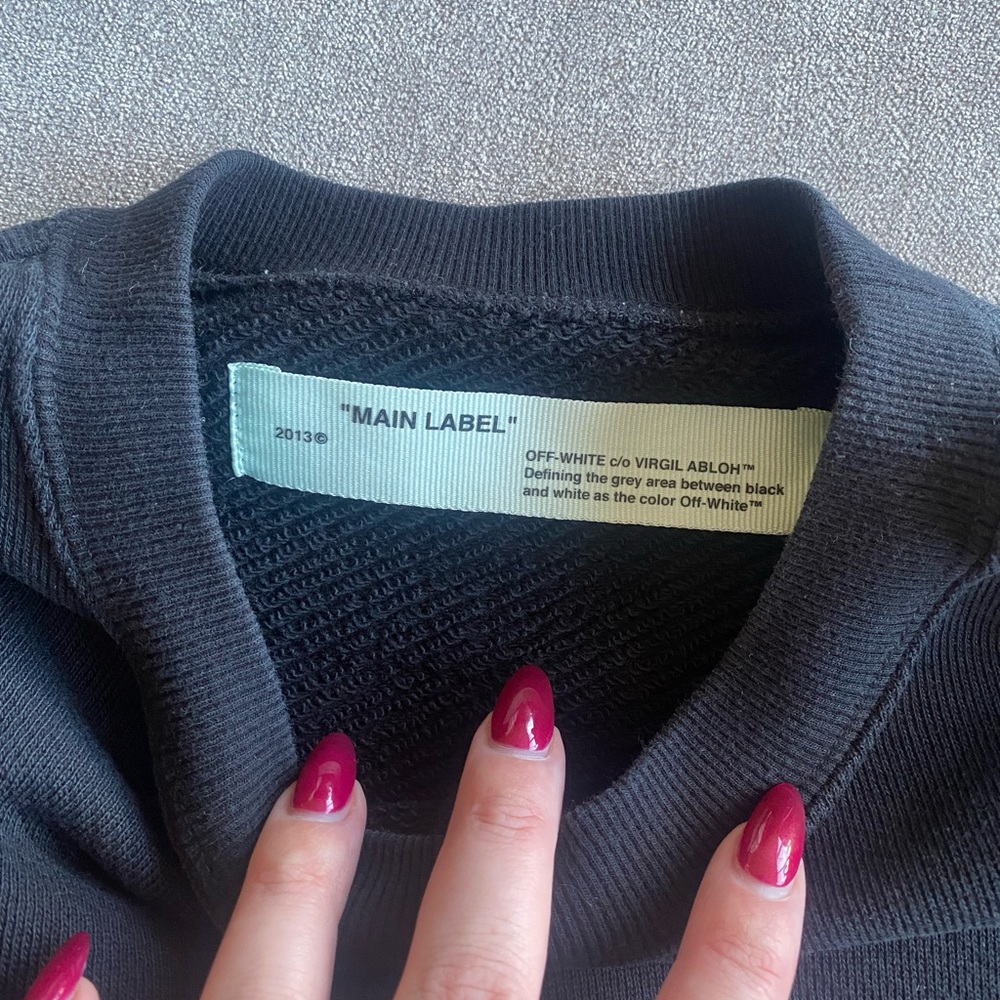 "MAIN LABEL"
2013©
OFF-WHITE c/o VIRGIL ABLOH™
Defining the grey area between black
and white as the color Off-White™